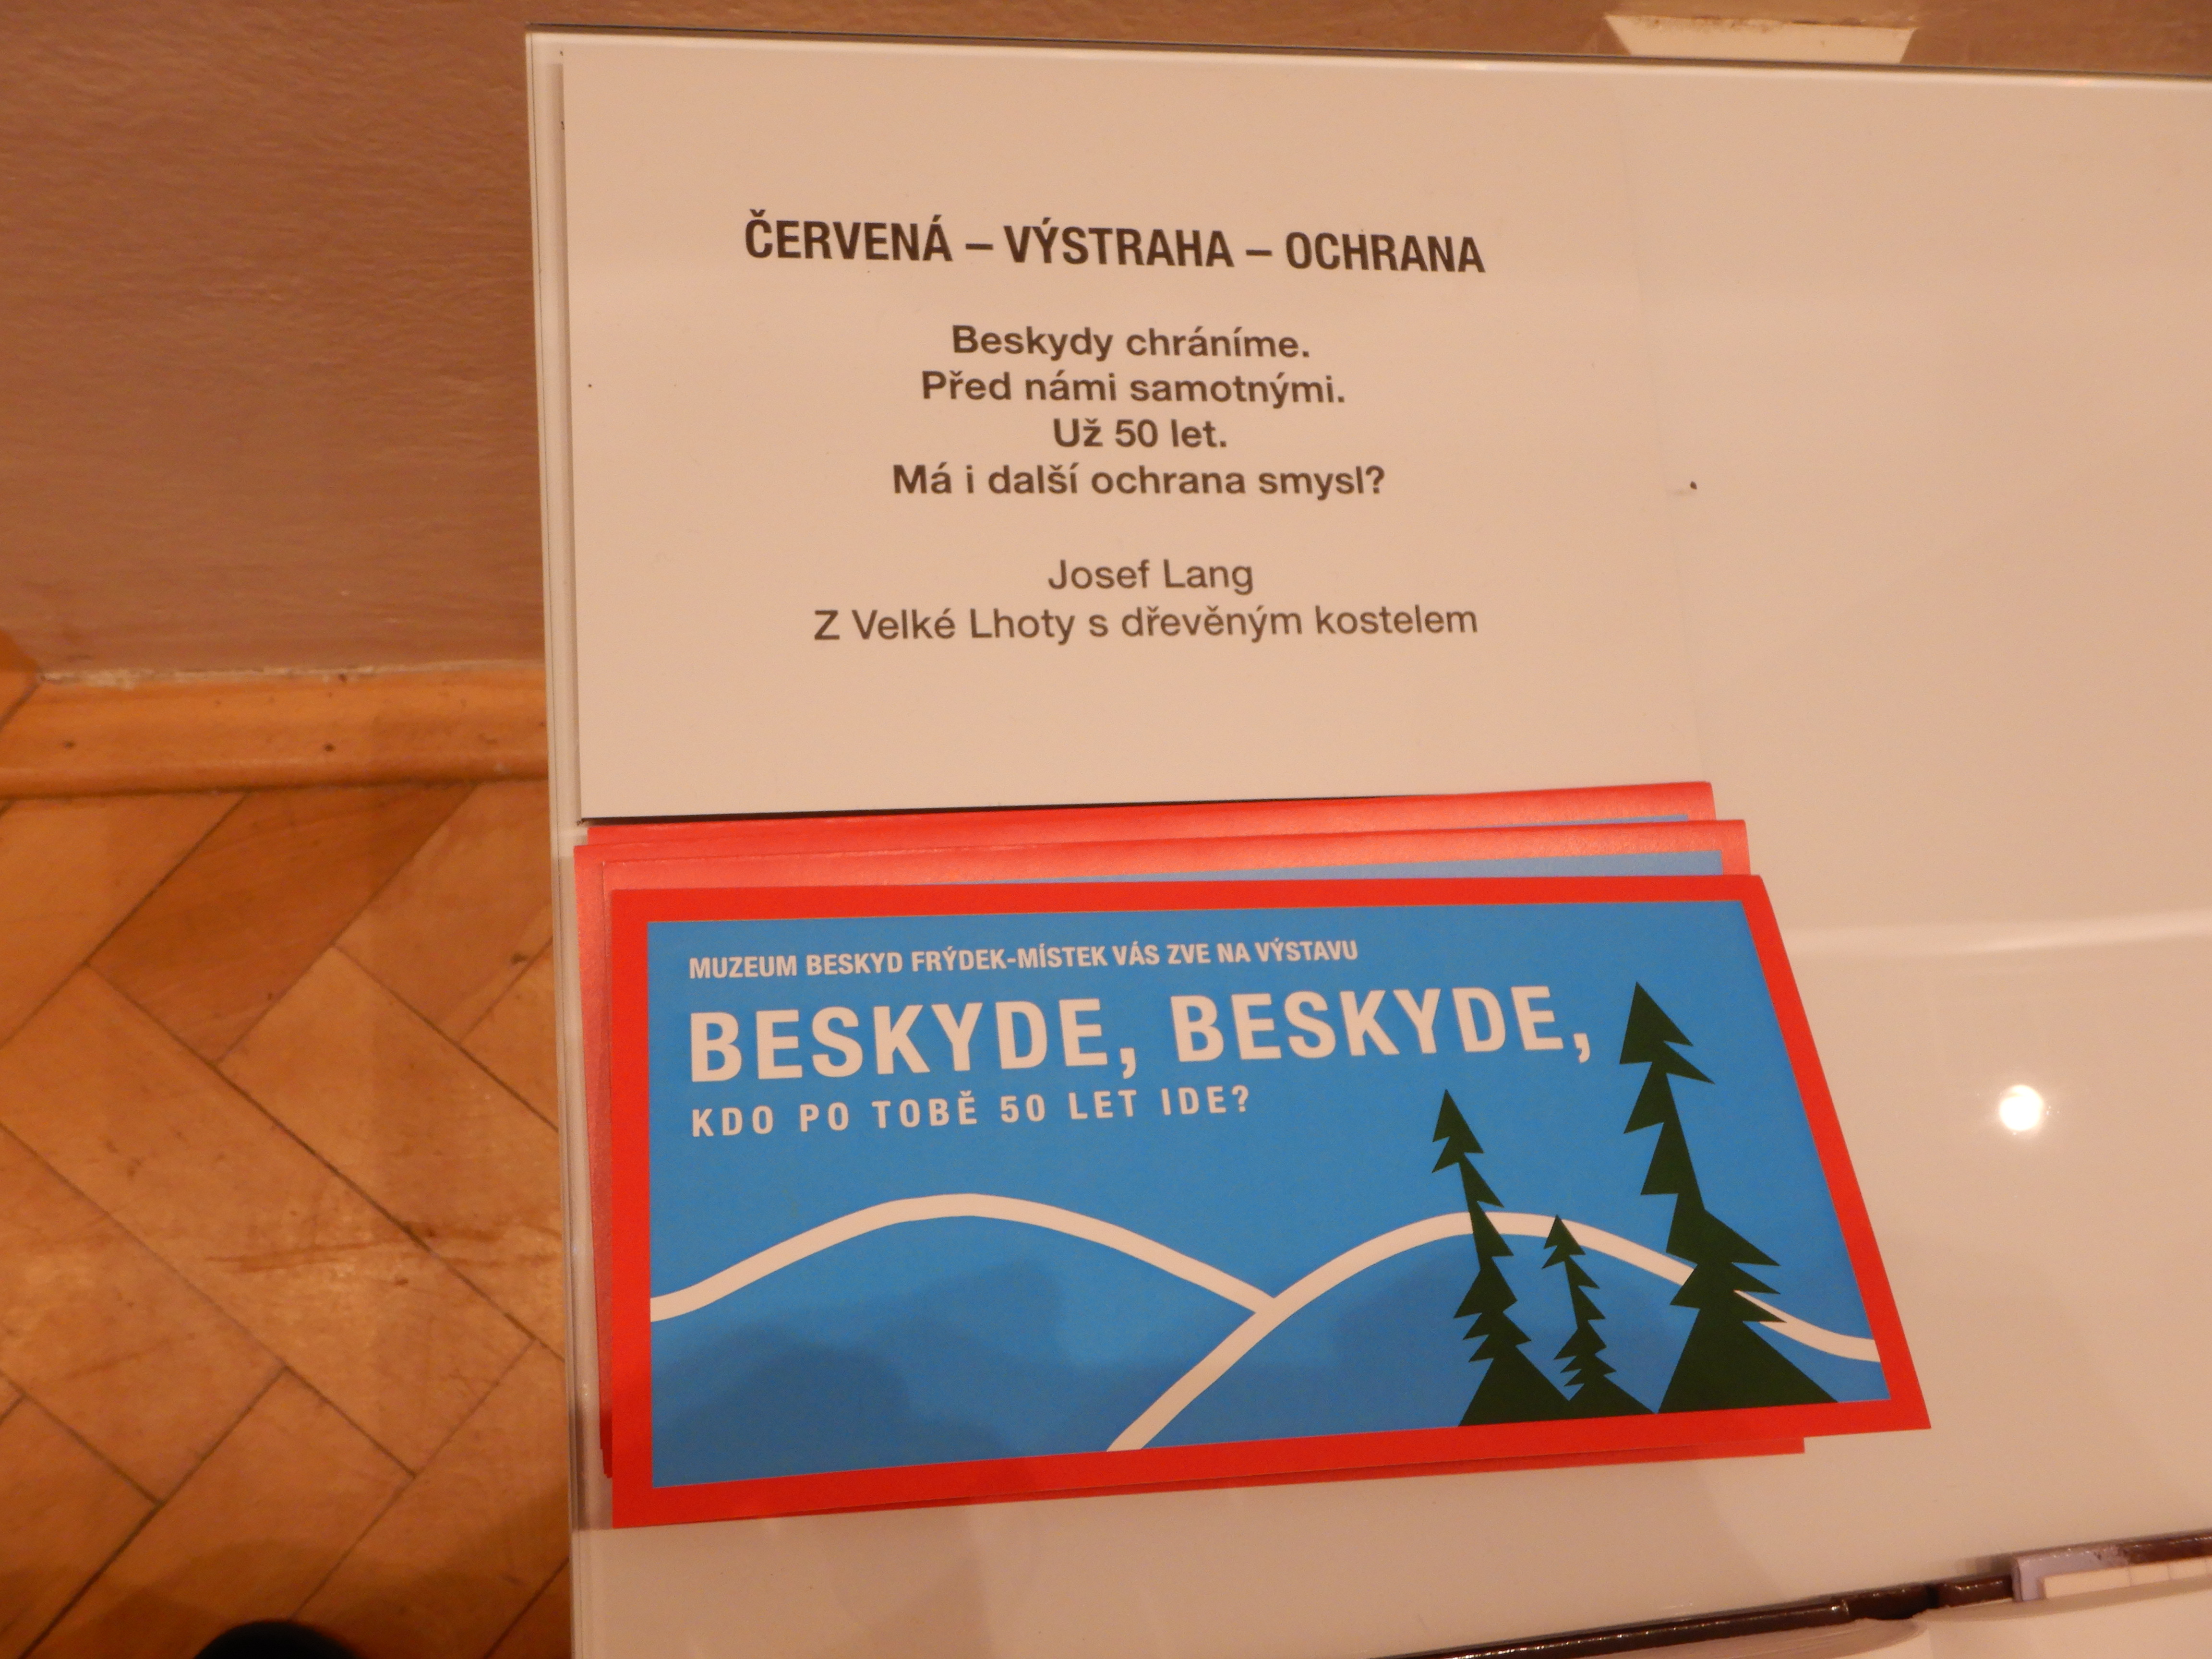 ČERVENÁ – VÝSTRAHA – OCHRANA
Beskydy chráníme.
Před námi samotnými.
Už 50 let.
Má i další ochrana smysl?
Josef Lang
Z Velké Lhoty s dřevěným kostelem
MUZEUM BESKYD FRÝDEK-MÍSTEK VÁS ZVE NA VÝSTAVU
BESKYDE, BESKYDE,
KDO PO TOBĚ 50 LET IDE?